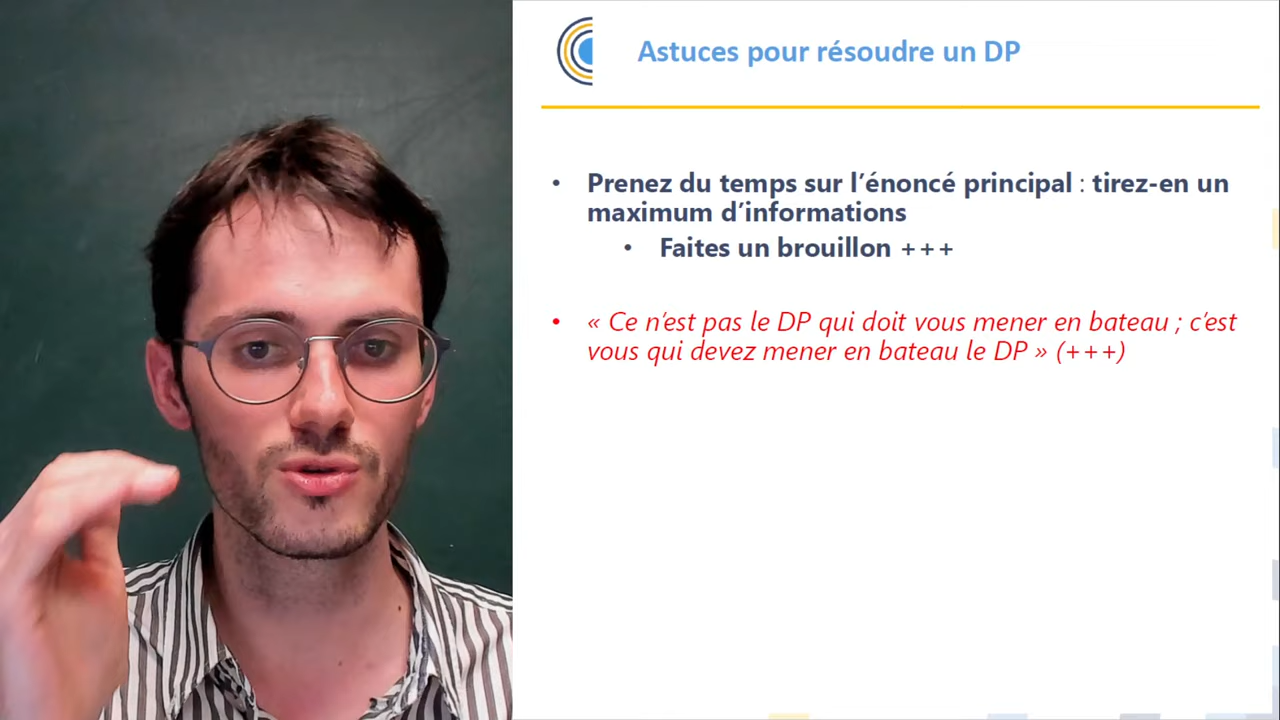 Astuces pour résoudre un DP
• Prenez du temps sur l’énoncé principal : tirez-en un
maximum d’informations
• Faites un brouillon +++
• « Ce n’est pas le DP qui doit vous mener en bateau ; c’est
vous qui devez mener en bateau le DP » (+++)